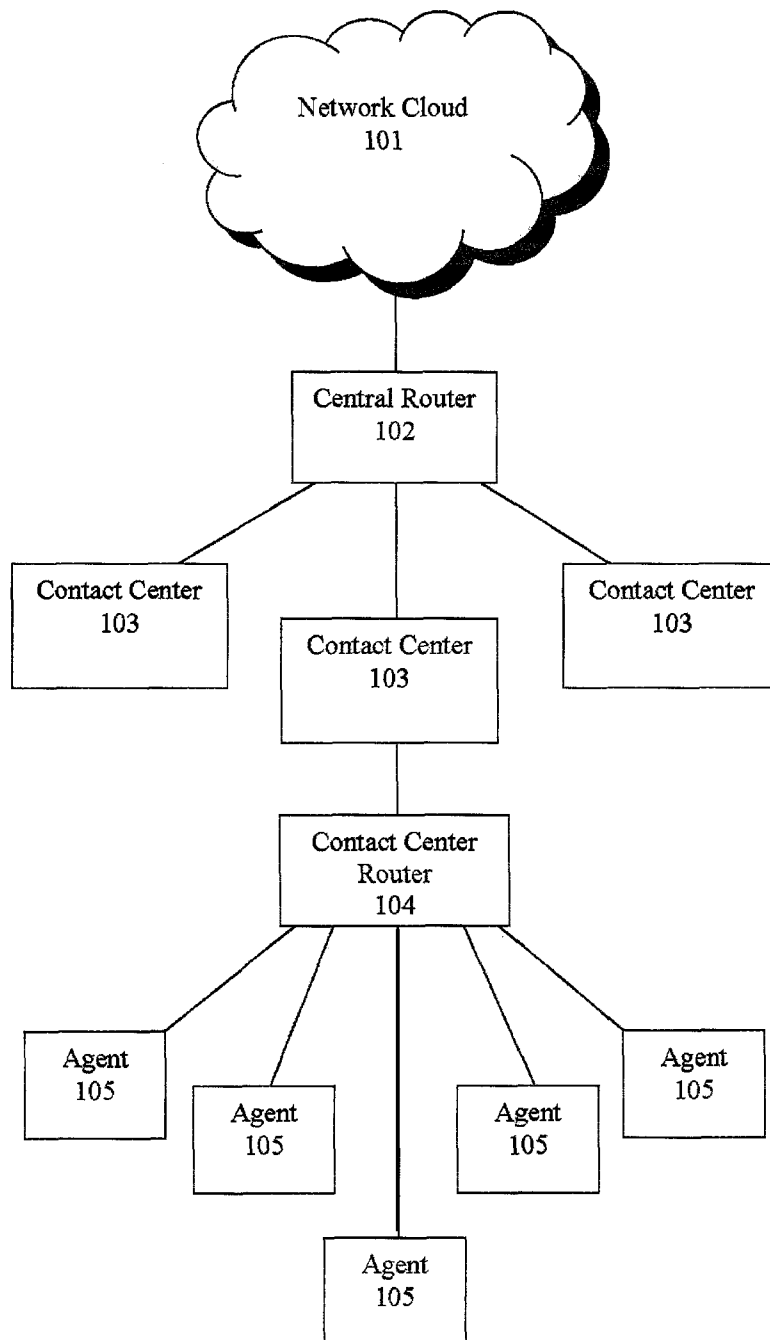 Network Cloud
101
Central Router
102
Contact Center
103
Contact Center
103
Contact Center
103
Contact Center
Router
104
Agent
105
Agent
105
Agent
105
Agent
105
Agent
105